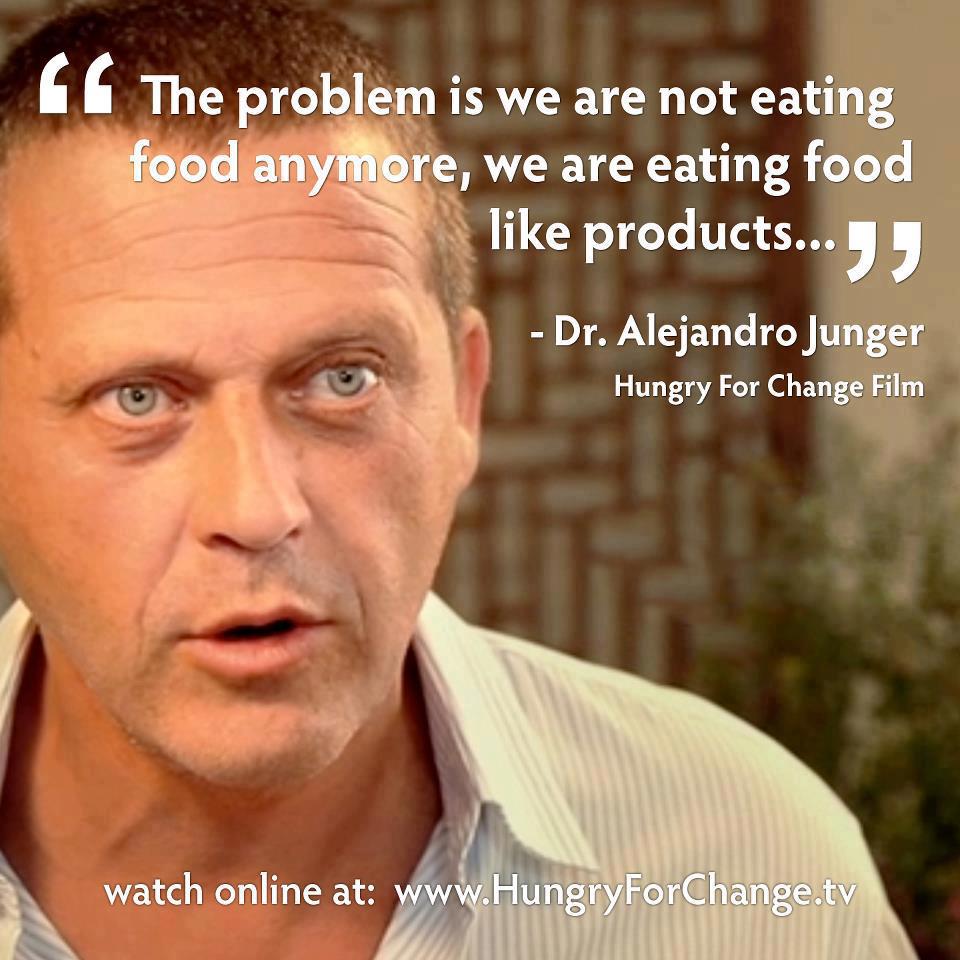 “ The problem is we are not eating
food anymore, we are eating food
like products... ”
- Dr. Alejandro Junger
Hungry For Change Film
watch online at: www.HungryForChange.tv